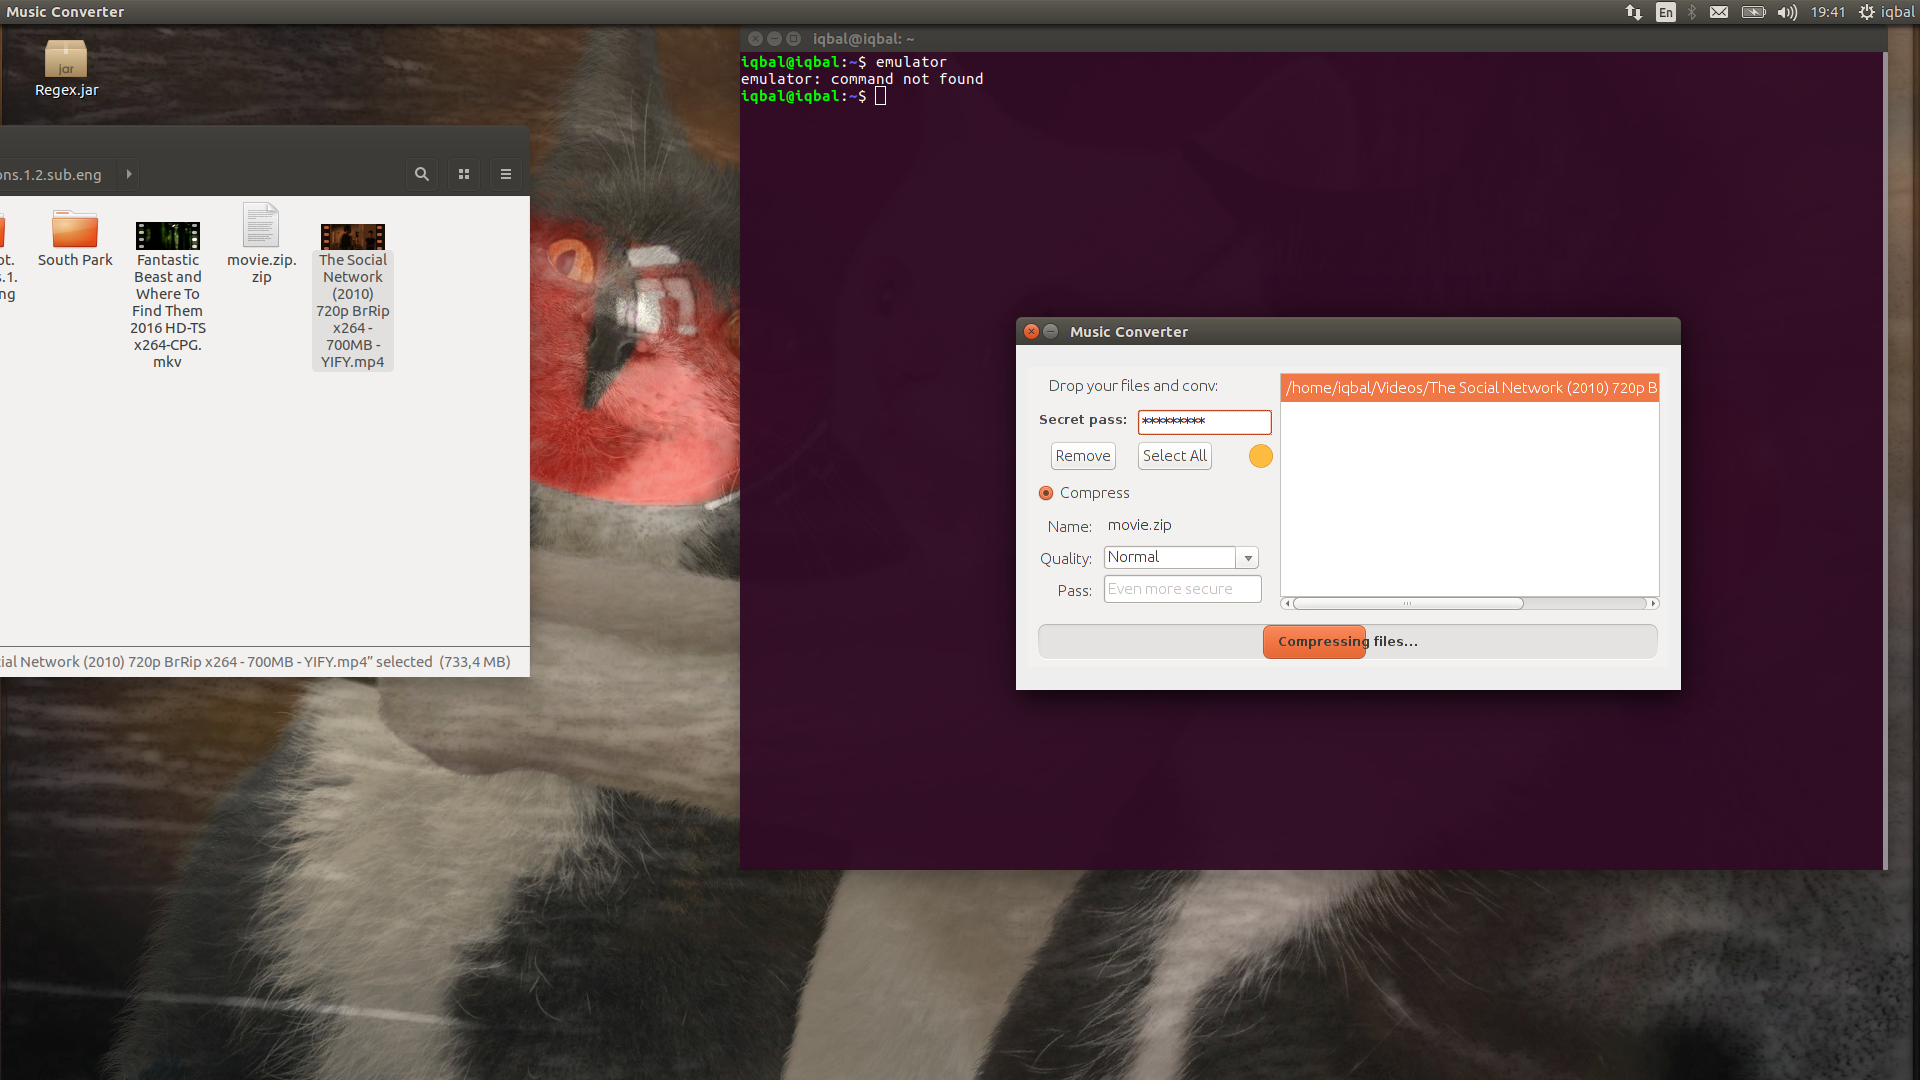 Music Converter
En
19:41
iqbal
jar
Regex.jar
iqbal@iqbal: ~
iqbal@iqbal:~$ emulator
emulator: command not found
iqbal@iqbal:~$
ons.1.2.sub.eng
ot.
s.1.
ng
South Park
Fantastic
Beast and
Where To
Find Them
2016 HD-TS
x264-CPG.
mkv
movie.zip.
zip
The Social
Network
(2010)
720p BrRip
x264 -
700MB -
YIFY.mp4
ial Network (2010) 720p BrRip x264 - 700MB - YIFY.mp4" selected (733,4 MB)
Music Converter
Drop your files and conv:
Secret pass: *********
Remove Select All
Compress
Name: movie.zip
Quality: Normal
Pass: Even more secure
/home/iqbal/Videos/The Social Network (2010) 720p B
Compressing files...